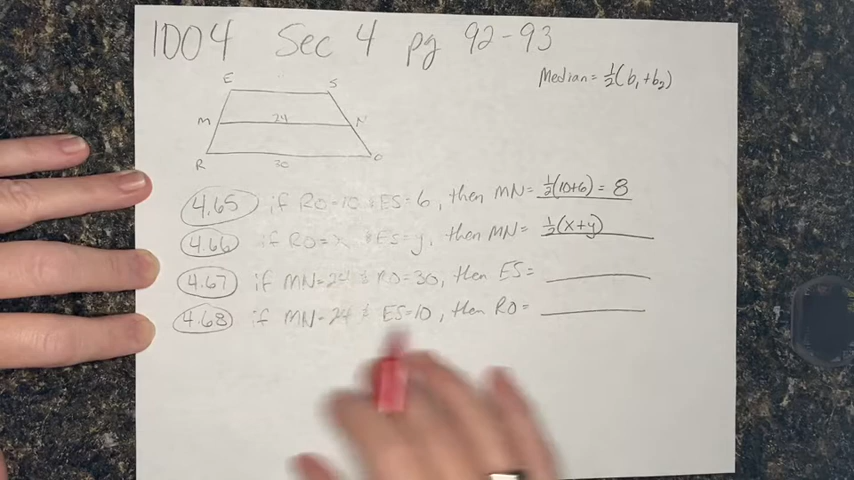 1004 Sec 4 pg 92-93
Median = ½(b₁+b₂)
E S
M 24 N
R 30 O
4.65 if RO=10 & ES=6, then MN= ½(10+6) = 8
4.66 if RO=x & ES=y, then MN= ½(x+y)
4.67 if MN=24 & RO=30, then ES=
4.68 if MN=24 & ES=10, then RO=